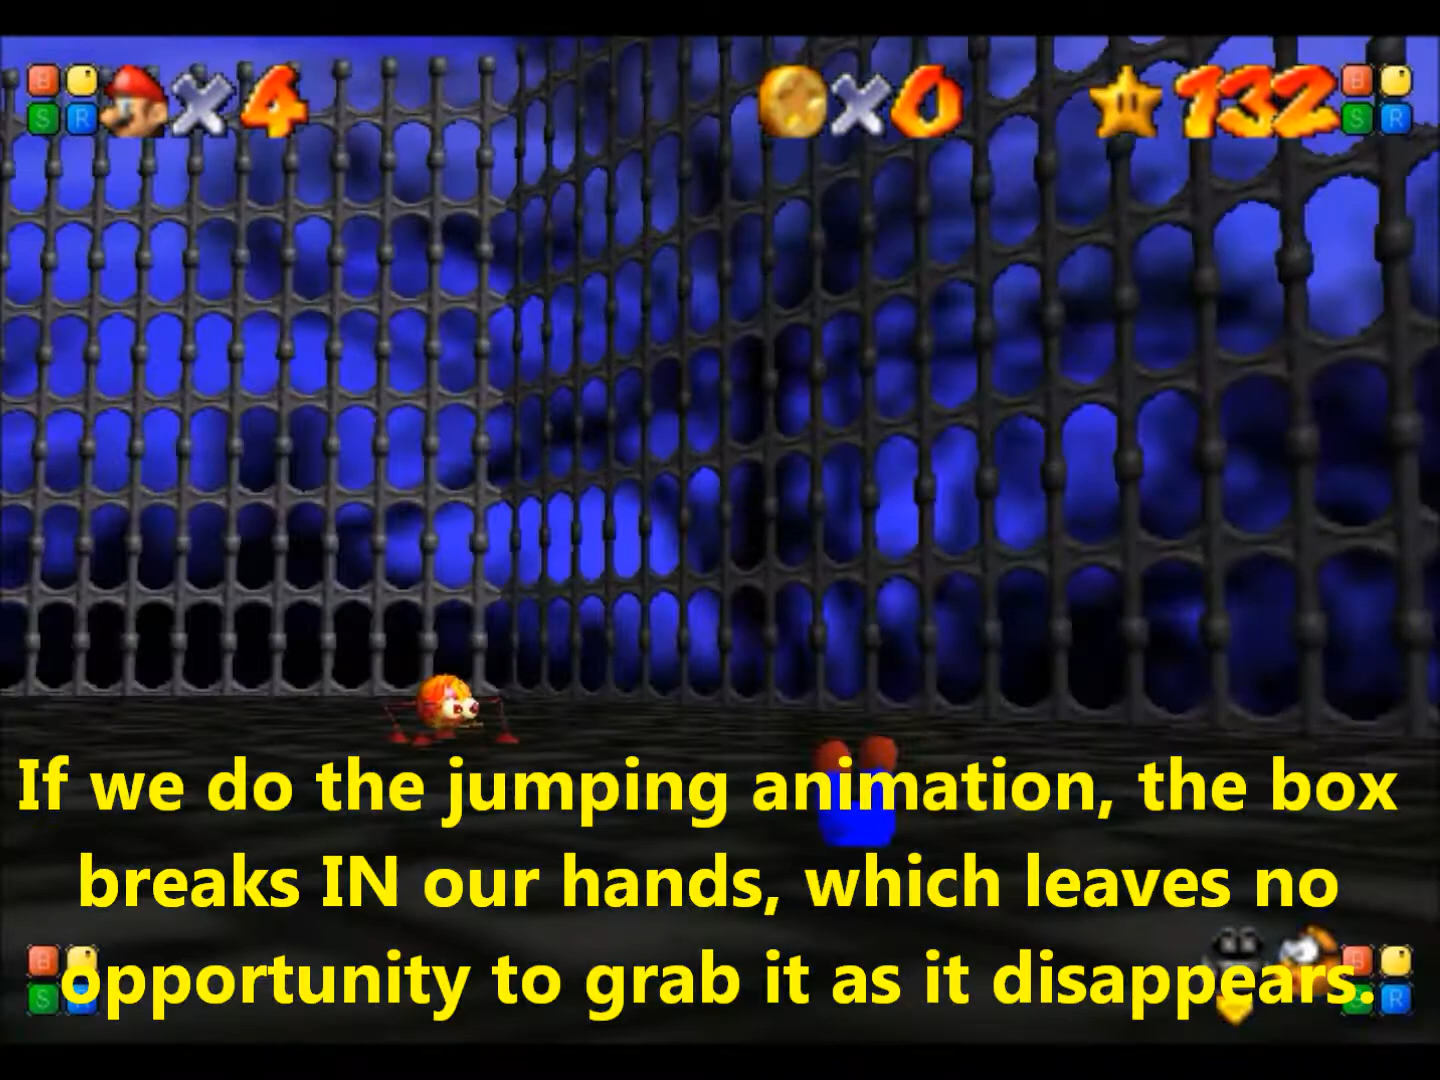 B S R × 4 × 0 132 B S R
If we do the jumping animation, the box
breaks IN our hands, which leaves no
opportunity to grab it as it disappears.
B S B S R